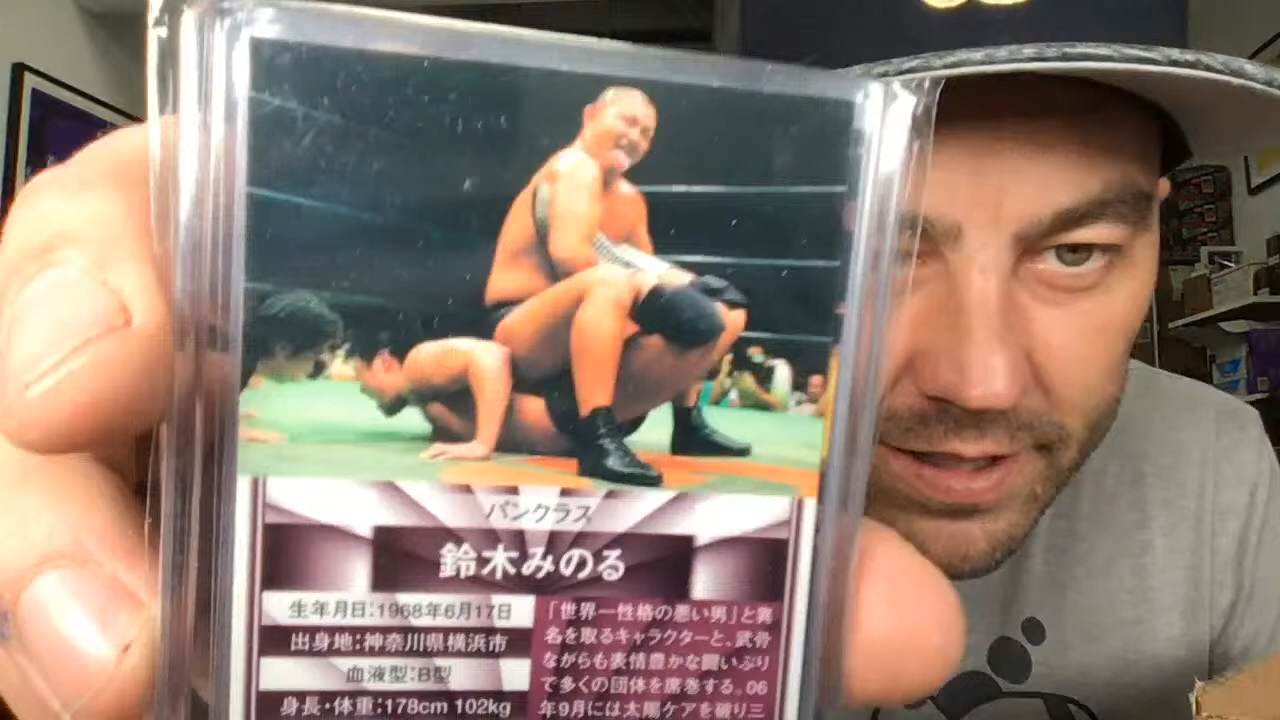 パンクラス
鈴木みのる
生年月日:1968年6月17日
出身地:神奈川県横浜市
血液型:B型
身長・体重:178cm 102kg
「世界一性格の悪い男」と異
名を取るキャラクターと、武骨
ながらも表情豊かな闘いぶり
で多くの団体を席巻する。06
年9月には太陽ケアを破り三